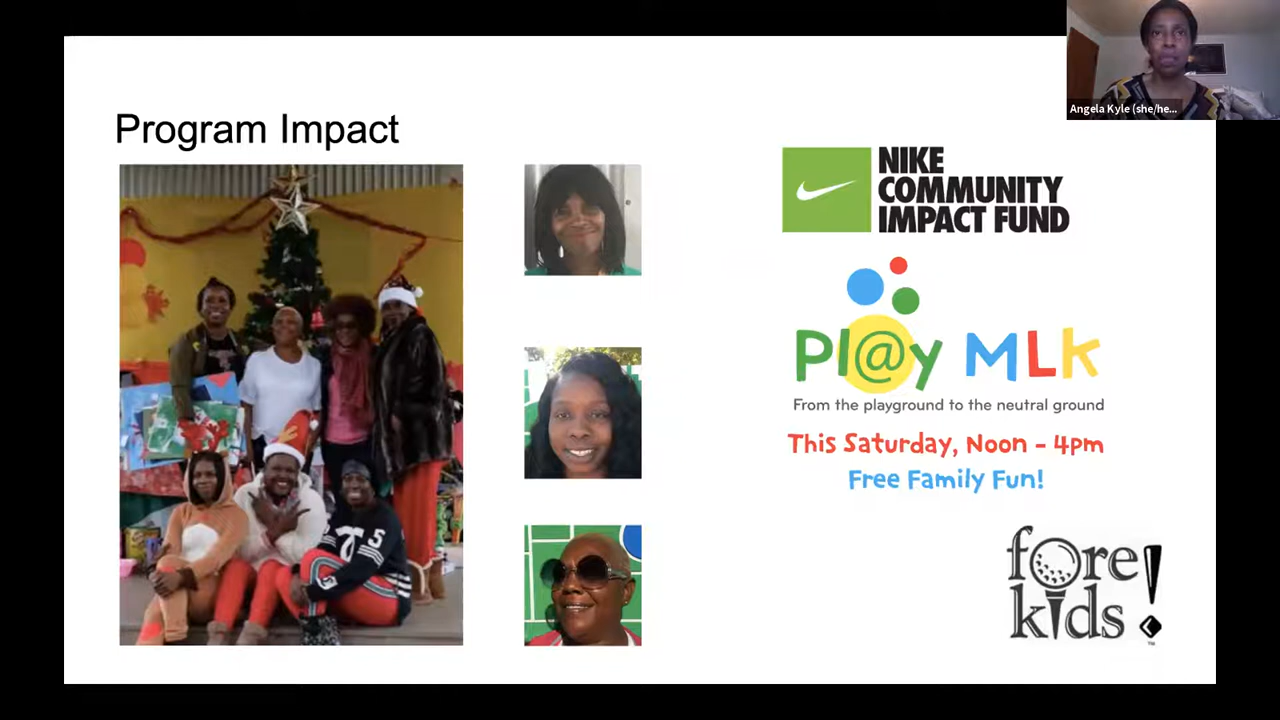 Angela Kyle (she/he...
Program Impact
NIKE
COMMUNITY
IMPACT FUND
Pl@y MLK
From the playground to the neutral ground
This Saturday, Noon - 4pm
Free Family Fun!
fore!
kids
5